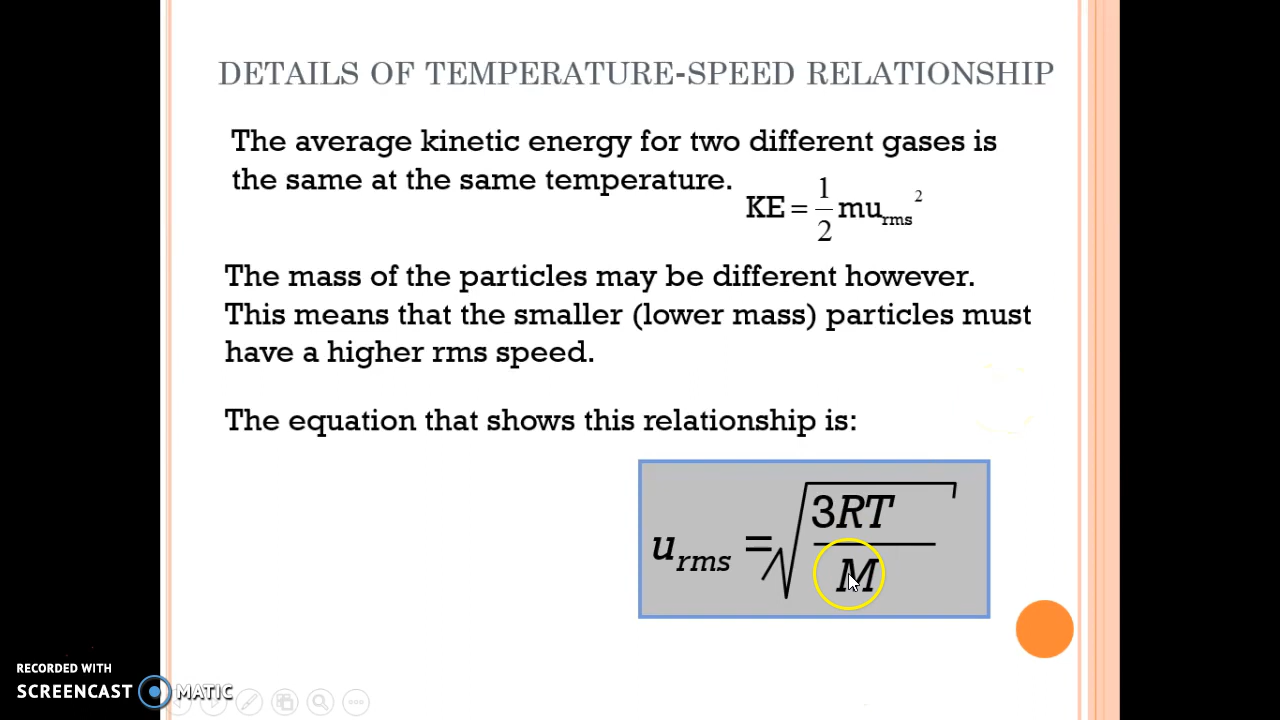 DETAILS OF TEMPERATURE-SPEED RELATIONSHIP
The average kinetic energy for two different gases is
the same at the same temperature.
KE = 1/2 mu_rms^2
The mass of the particles may be different however.
This means that the smaller (lower mass) particles must
have a higher rms speed.
The equation that shows this relationship is:
u_rms = √(3RT/M)
RECORDED WITH
SCREENCAST MATIC